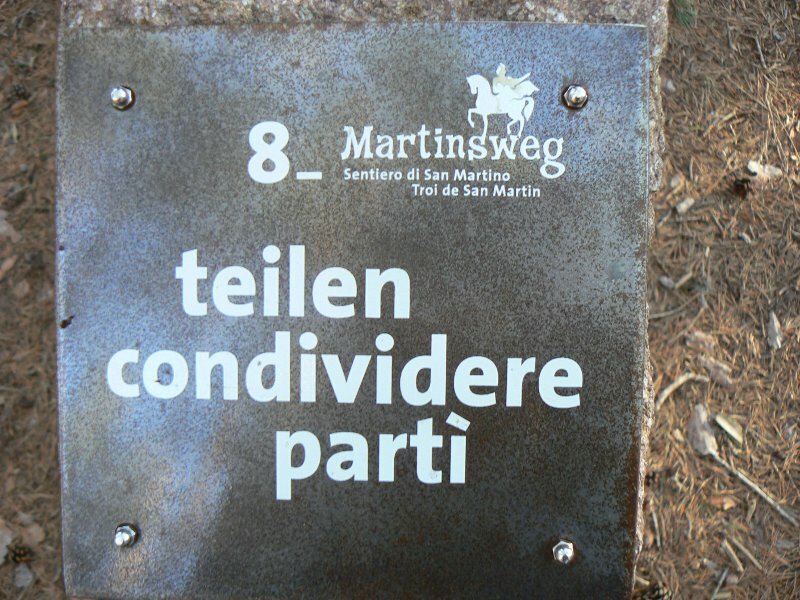 8_ Martinsweg
Sentiero di San Martino
Troi de San Martin
teilen
condividere
partì